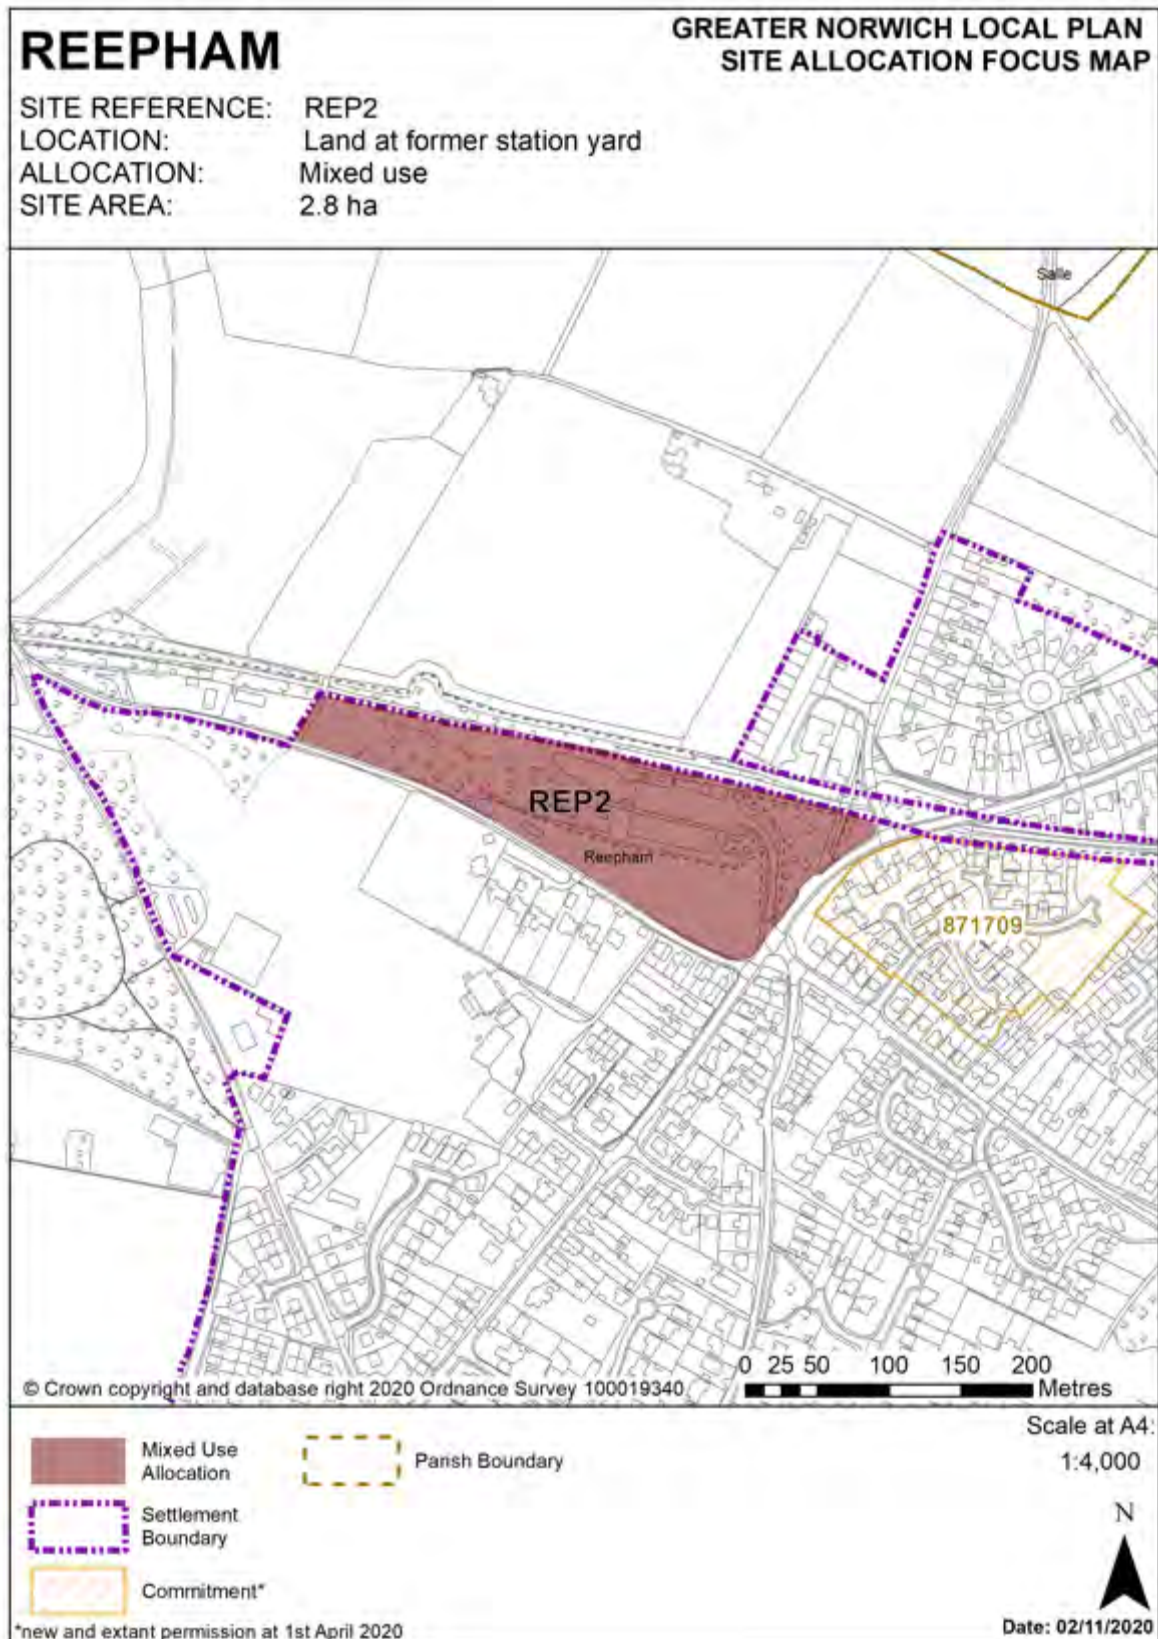 REEPHAM
GREATER NORWICH LOCAL PLAN
SITE ALLOCATION FOCUS MAP
SITE REFERENCE: REP2
LOCATION: Land at former station yard
ALLOCATION: Mixed use
SITE AREA: 2.8 ha
Salle
REP2
Reepham
871709
0 25 50 100 150 200
Metres
© Crown copyright and database right 2020 Ordnance Survey 100019340
Mixed Use
Allocation
Parish Boundary
Settlement
Boundary
Commitment*
*new and extant permission at 1st April 2020
Scale at A4:
1:4,000
N
Date: 02/11/2020